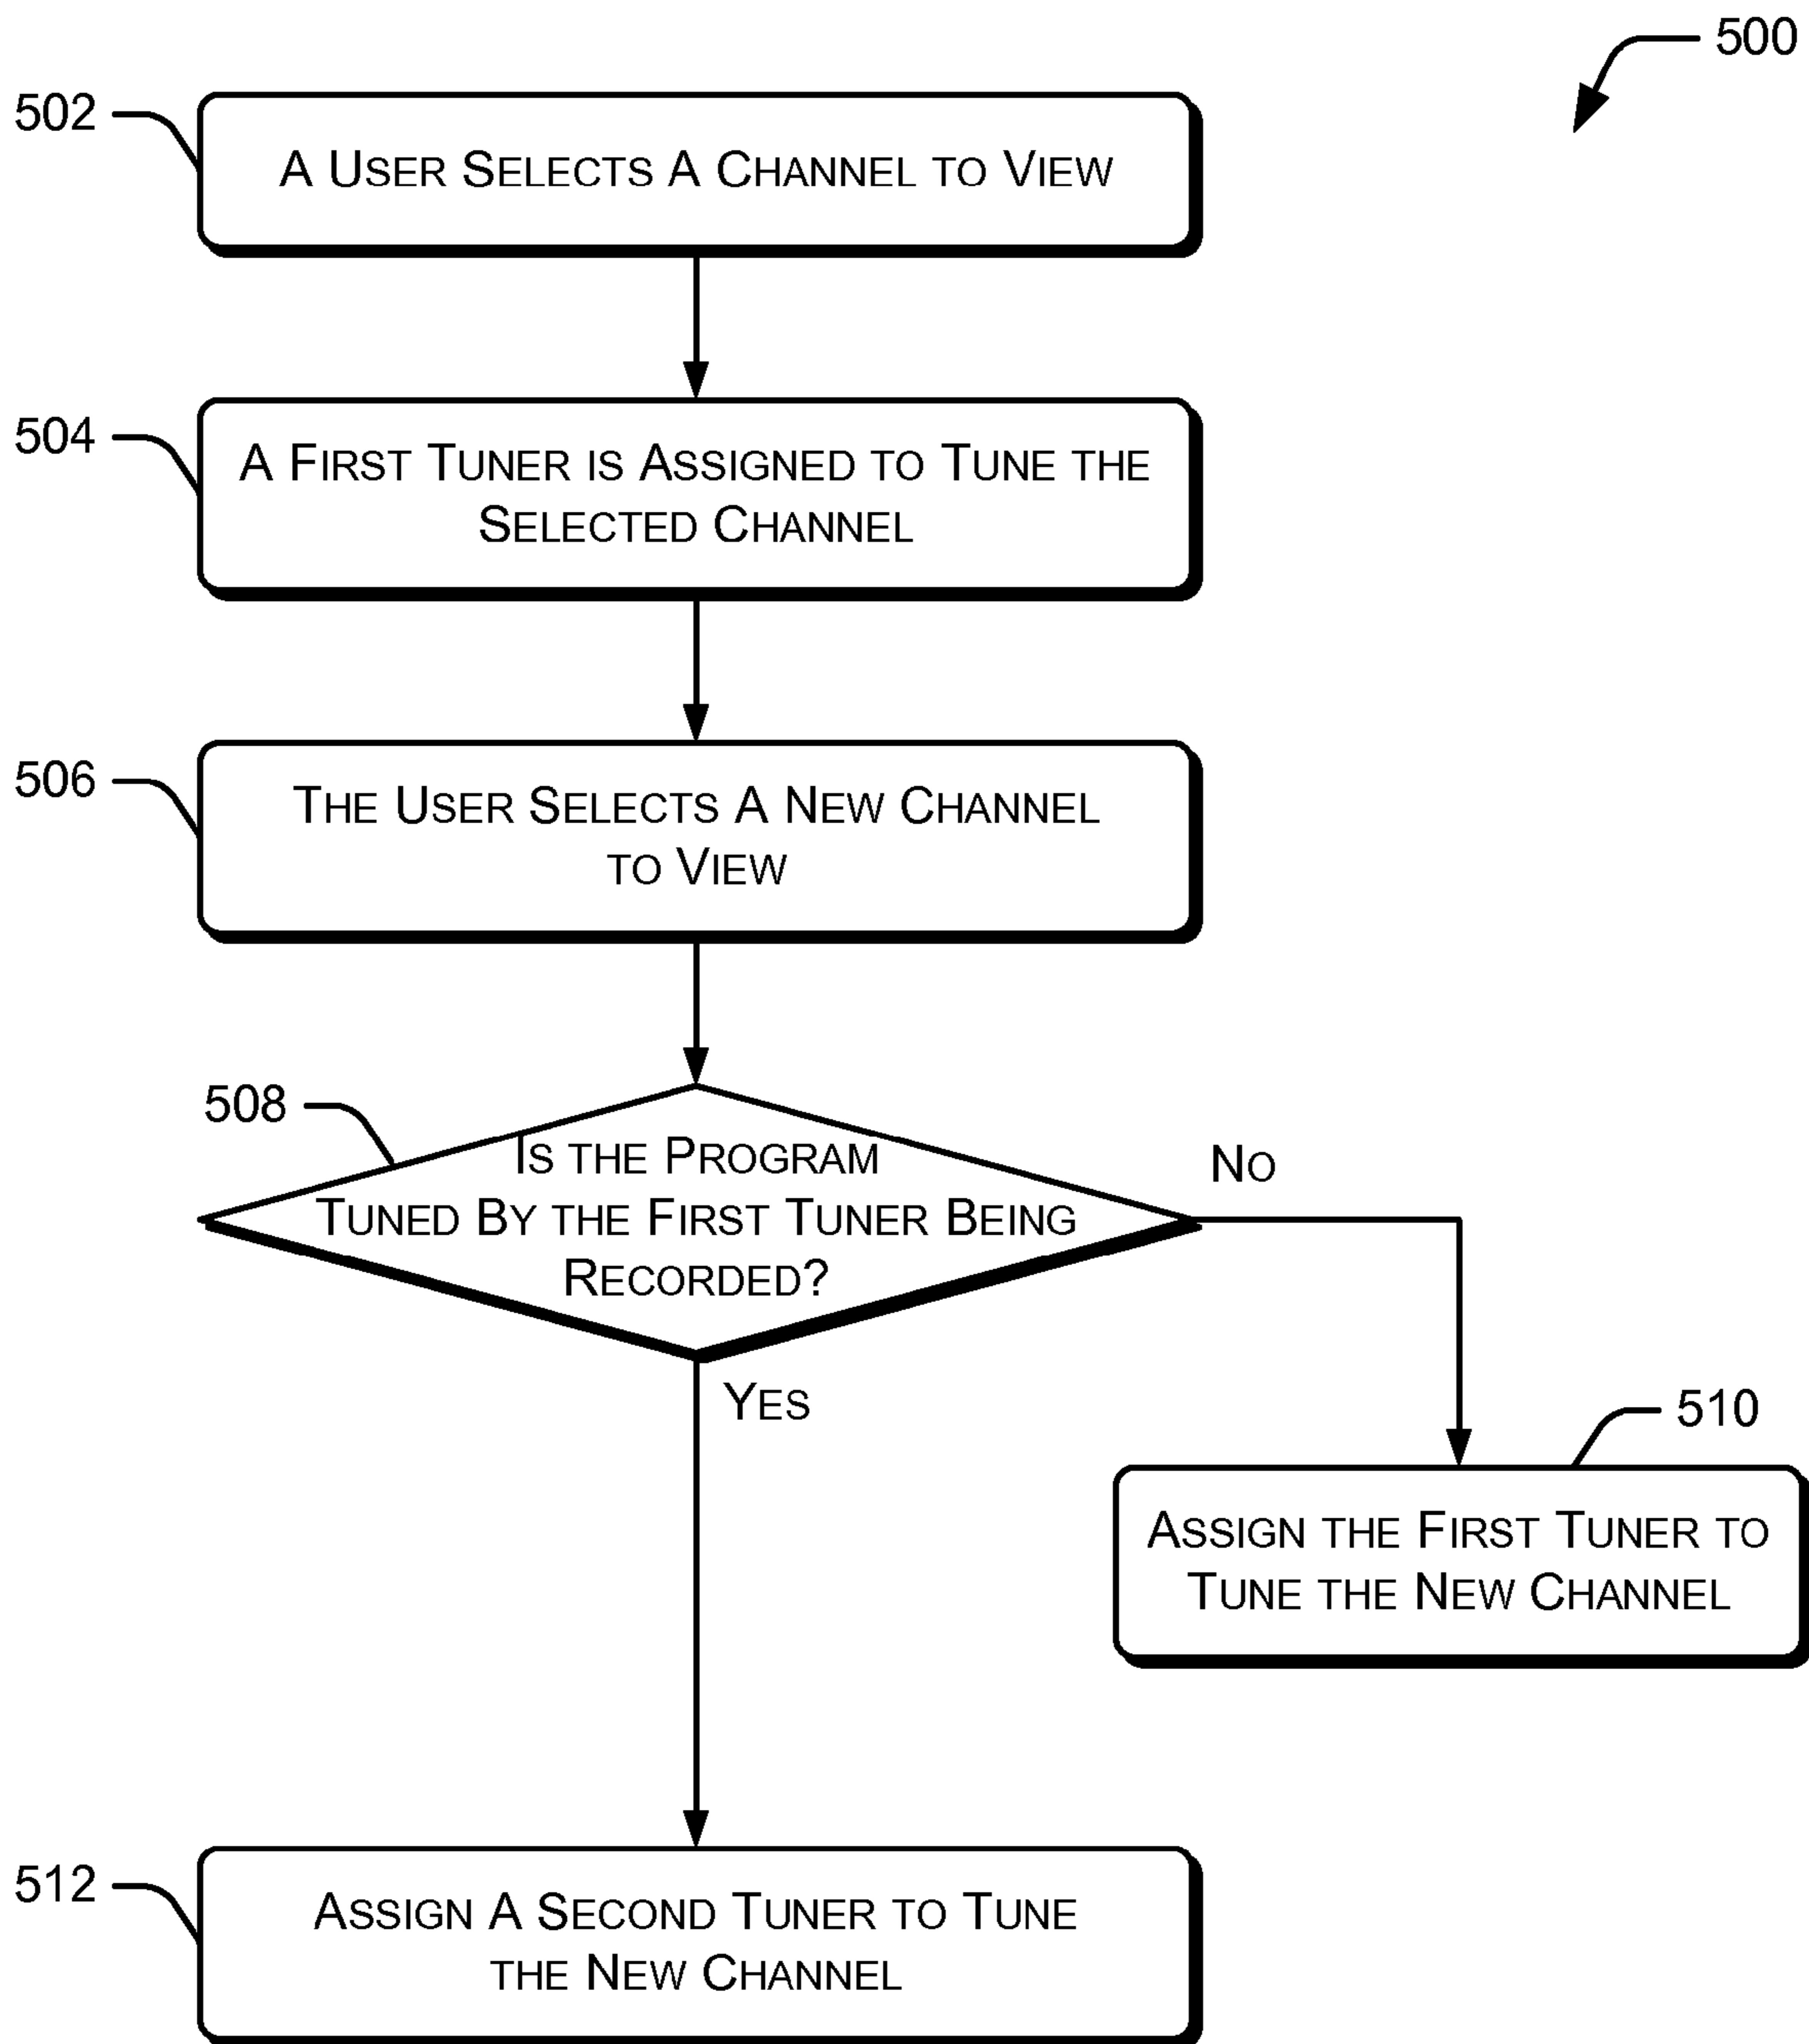 500
502
A USER SELECTS A CHANNEL TO VIEW
504
A FIRST TUNER IS ASSIGNED TO TUNE THE
SELECTED CHANNEL
506
THE USER SELECTS A NEW CHANNEL
TO VIEW
508
IS THE PROGRAM
TUNED BY THE FIRST TUNER BEING
RECORDED?
NO
YES
510
ASSIGN THE FIRST TUNER TO
TUNE THE NEW CHANNEL
512
ASSIGN A SECOND TUNER TO TUNE
THE NEW CHANNEL